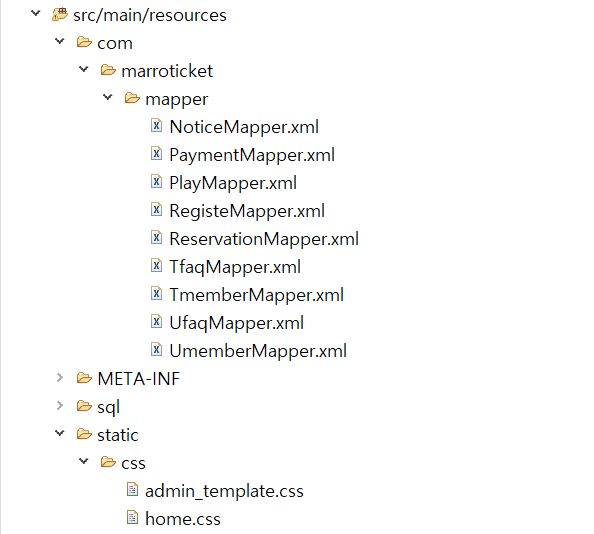 src/main/resources
com
marroticket
mapper
NoticeMapper.xml
PaymentMapper.xml
PlayMapper.xml
RegisteMapper.xml
ReservationMapper.xml
TfaqMapper.xml
TmemberMapper.xml
UfaqMapper.xml
UmemberMapper.xml
META-INF
sql
static
css
admin_template.css
home.css